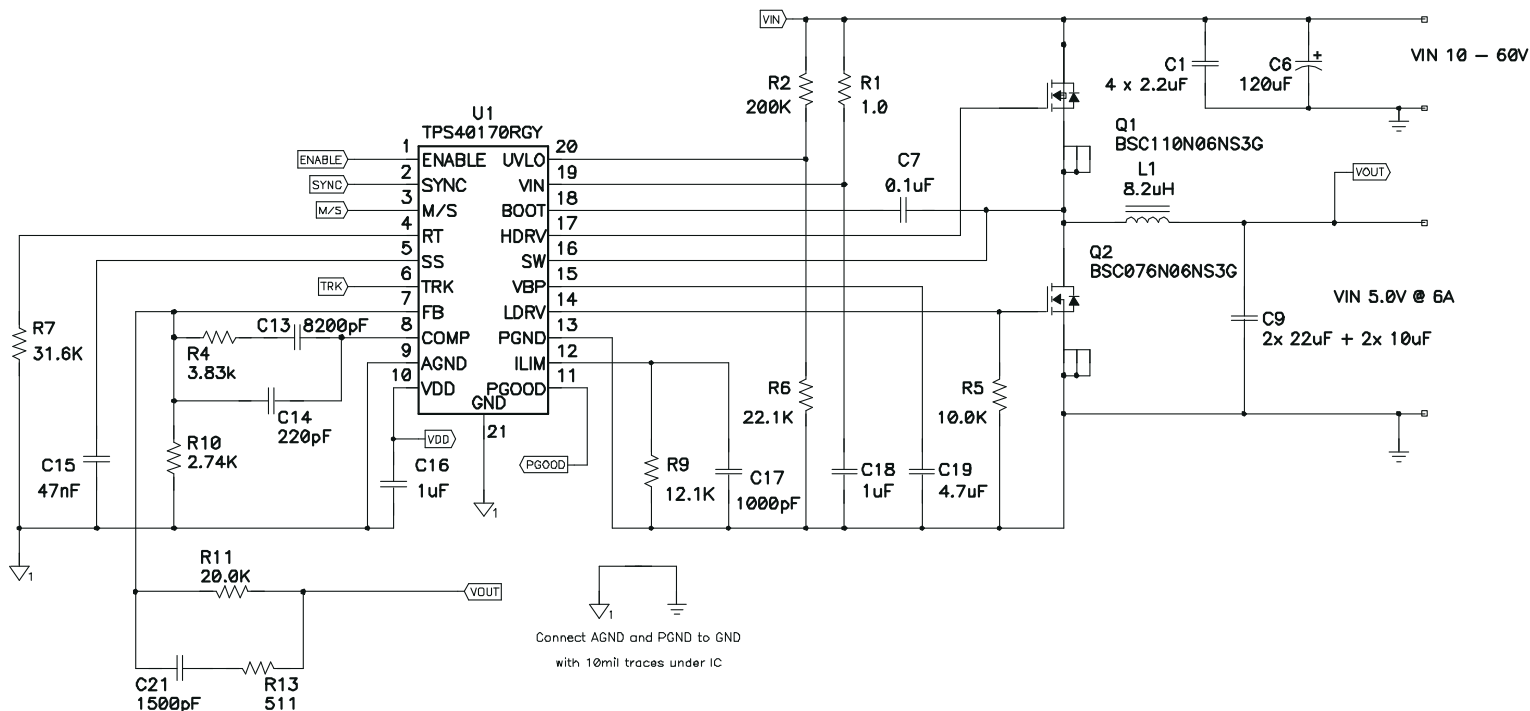 VIN
VIN 10 – 60V
R2
200K
R1
1.0
C1
4 x 2.2uF
C6
+
120uF
U1
TPS40170RGY
Q1
BSC110N06NS3G
1 ENABLE UVLO 20
ENABLE
2 SYNC VIN 19
SYNC
3 M/S BOOT 18
M/S
4 RT HDRV 17
5 SS SW 16
6 TRK VBP 15
TRK
7 FB LDRV 14
8 COMP PGND 13
9 AGND ILIM 12
10 VDD PGOOD 11
GND
21
C7
0.1uF
L1
8.2uH
VOUT
Q2
BSC076N06NS3G
VIN 5.0V @ 6A
C9
2x 22uF + 2x 10uF
R7
31.6K
C13 8200pF
R4
3.83k
C14
220pF
R10
2.74K
C15
47nF
VDD
C16
1uF
PGOOD
1
R9
12.1K
C17
1000pF
R6
22.1K
C18
1uF
C19
4.7uF
R5
10.0K
1
R11
20.0K
VOUT
C21
1500pF
R13
511
1
Connect AGND and PGND to GND
with 10mil traces under IC